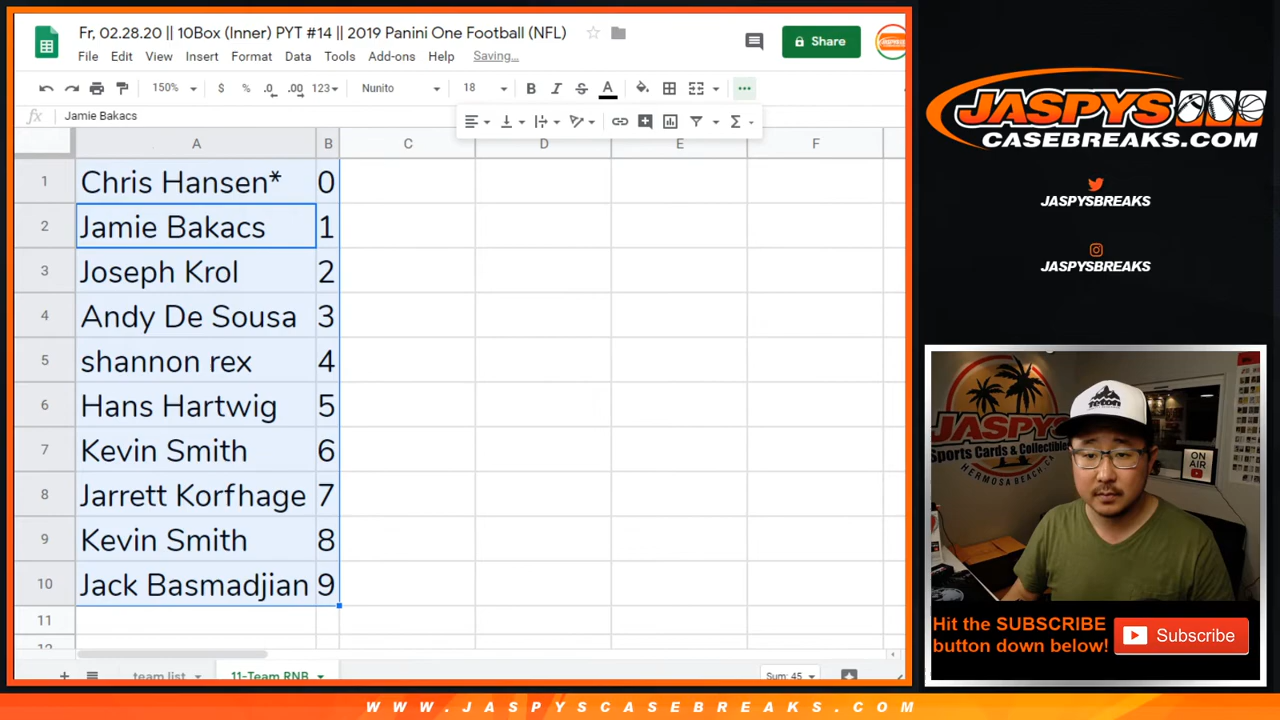 Fr, 02.28.20 || 10Box (Inner) PYT #14 || 2019 Panini One Football (NFL)
File Edit View Insert Format Data Tools Add-ons Help Saving...
Share
150% $ % .0 .00 123 Nunito 18 B I S A
fx Jamie Bakacs
A B C D E F
1 Chris Hansen* 0
2 Jamie Bakacs 1
3 Joseph Krol 2
4 Andy De Sousa 3
5 shannon rex 4
6 Hans Hartwig 5
7 Kevin Smith 6
8 Jarrett Korfhage 7
9 Kevin Smith 8
10 Jack Basmadjian 9
11
team list 11-Team RNB Sum: 45
JASPYS
CASEBREAKS.COM
JASPYSBREAKS
JASPYSBREAKS
JASPYS
Sports Cards & Collectibles
HERMOSA BEACH, CA
ON AIR
Hit the SUBSCRIBE
button down below!
Subscribe
WWW.JASPYSCASEBREAKS.COM